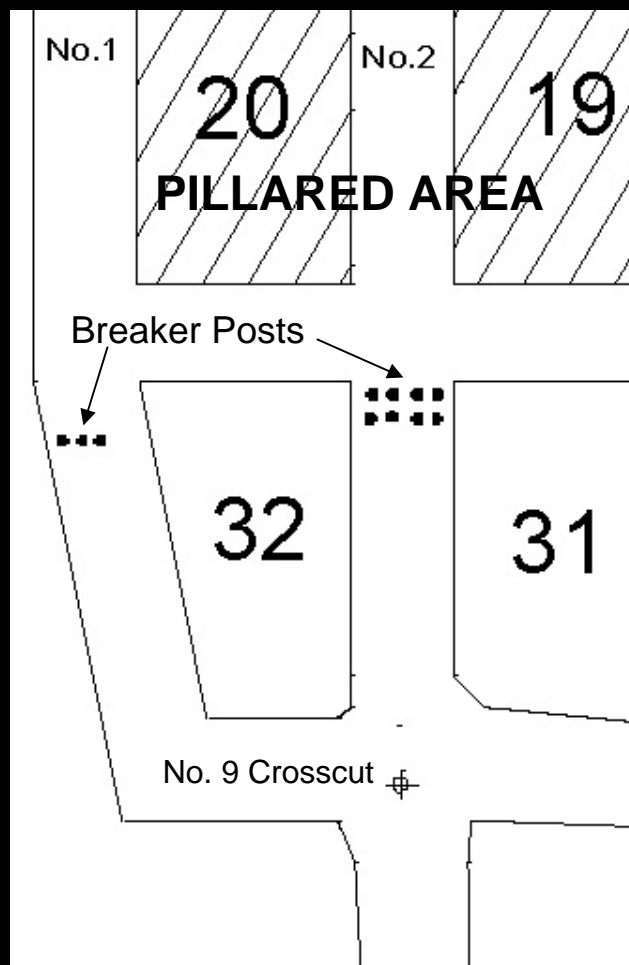 No.1
No.2
20
19
PILLARED AREA
Breaker Posts
32
31
No. 9 Crosscut